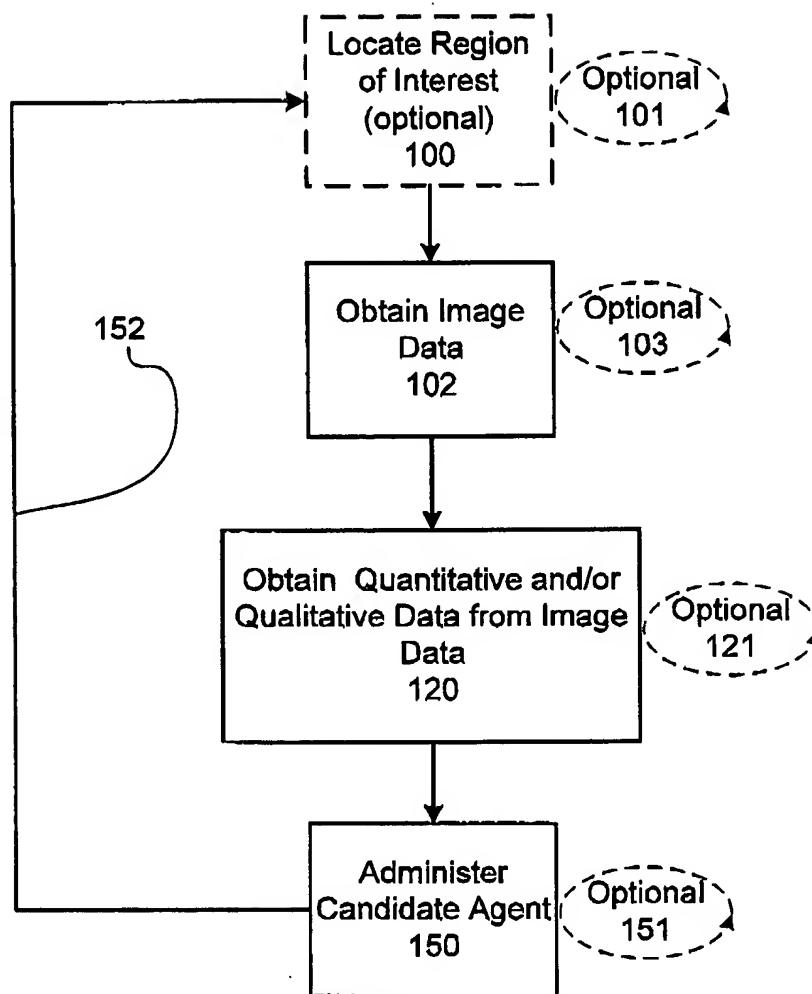 Locate Region
of Interest
(optional)
100
Optional
101
Obtain Image
Data
102
Optional
103
152
Obtain Quantitative and/or
Qualitative Data from Image
Data
120
Optional
121
Administer
Candidate Agent
150
Optional
151